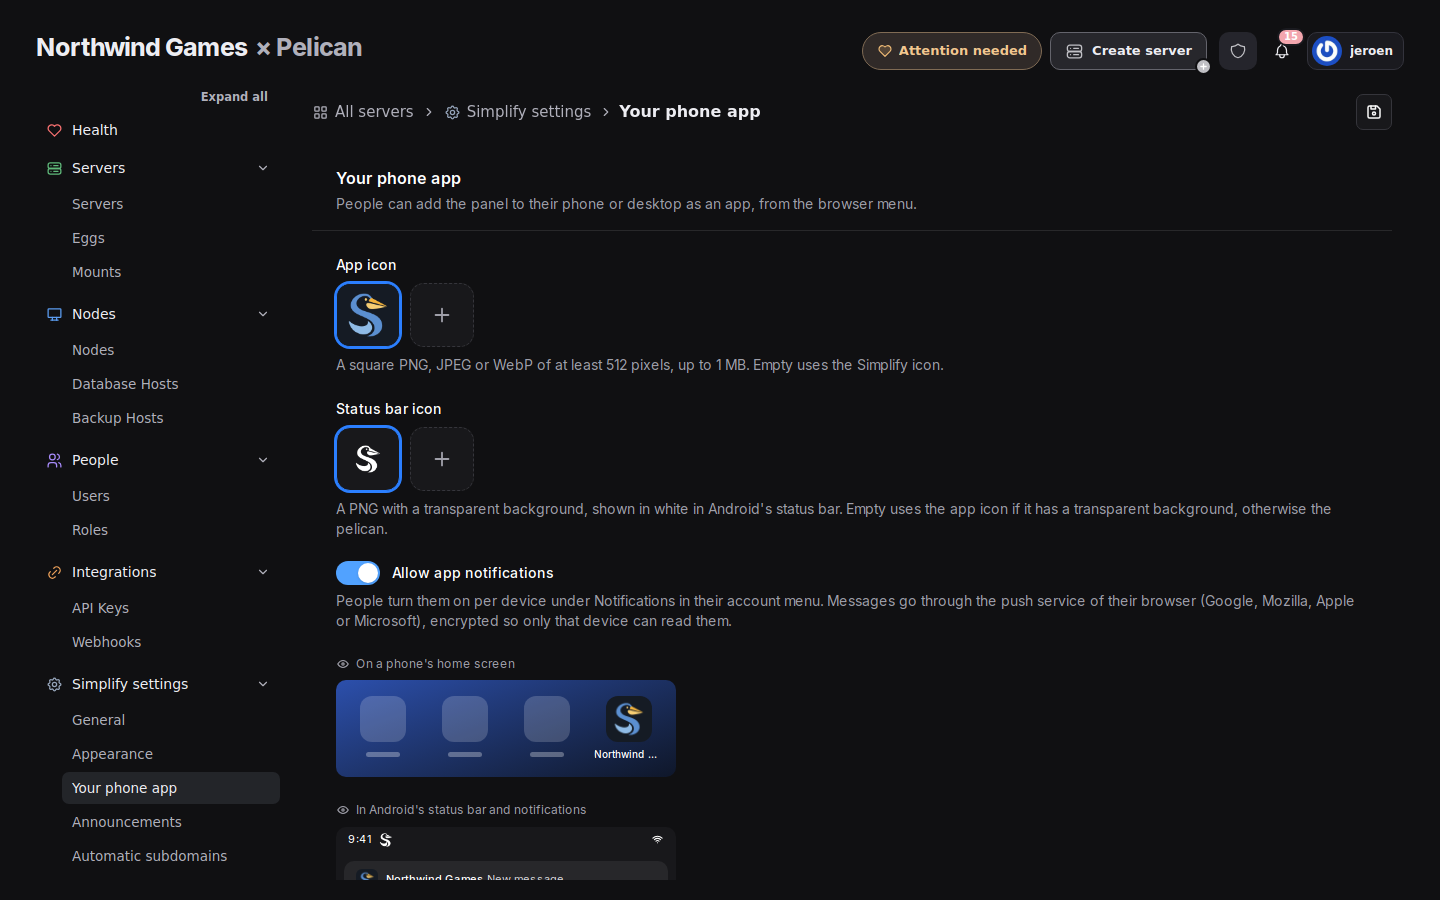 Northwind Games × Pelican
Attention needed
Create server
15
jeroen
Expand all
Health
Servers
Servers
Eggs
Mounts
Nodes
Nodes
Database Hosts
Backup Hosts
People
Users
Roles
Integrations
API Keys
Webhooks
Simplify settings
General
Appearance
Your phone app
Announcements
Automatic subdomains
All servers
Simplify settings
Your phone app
Your phone app
People can add the panel to their phone or desktop as an app, from the browser menu.
App icon
A square PNG, JPEG or WebP of at least 512 pixels, up to 1 MB. Empty uses the Simplify icon.
Status bar icon
A PNG with a transparent background, shown in white in Android's status bar. Empty uses the app icon if it has a transparent background, otherwise the
pelican.
Allow app notifications
People turn them on per device under Notifications in their account menu. Messages go through the push service of their browser (Google, Mozilla, Apple
or Microsoft), encrypted so only that device can read them.
On a phone's home screen
Northwind ...
In Android's status bar and notifications
9:41
Northwind Games New message